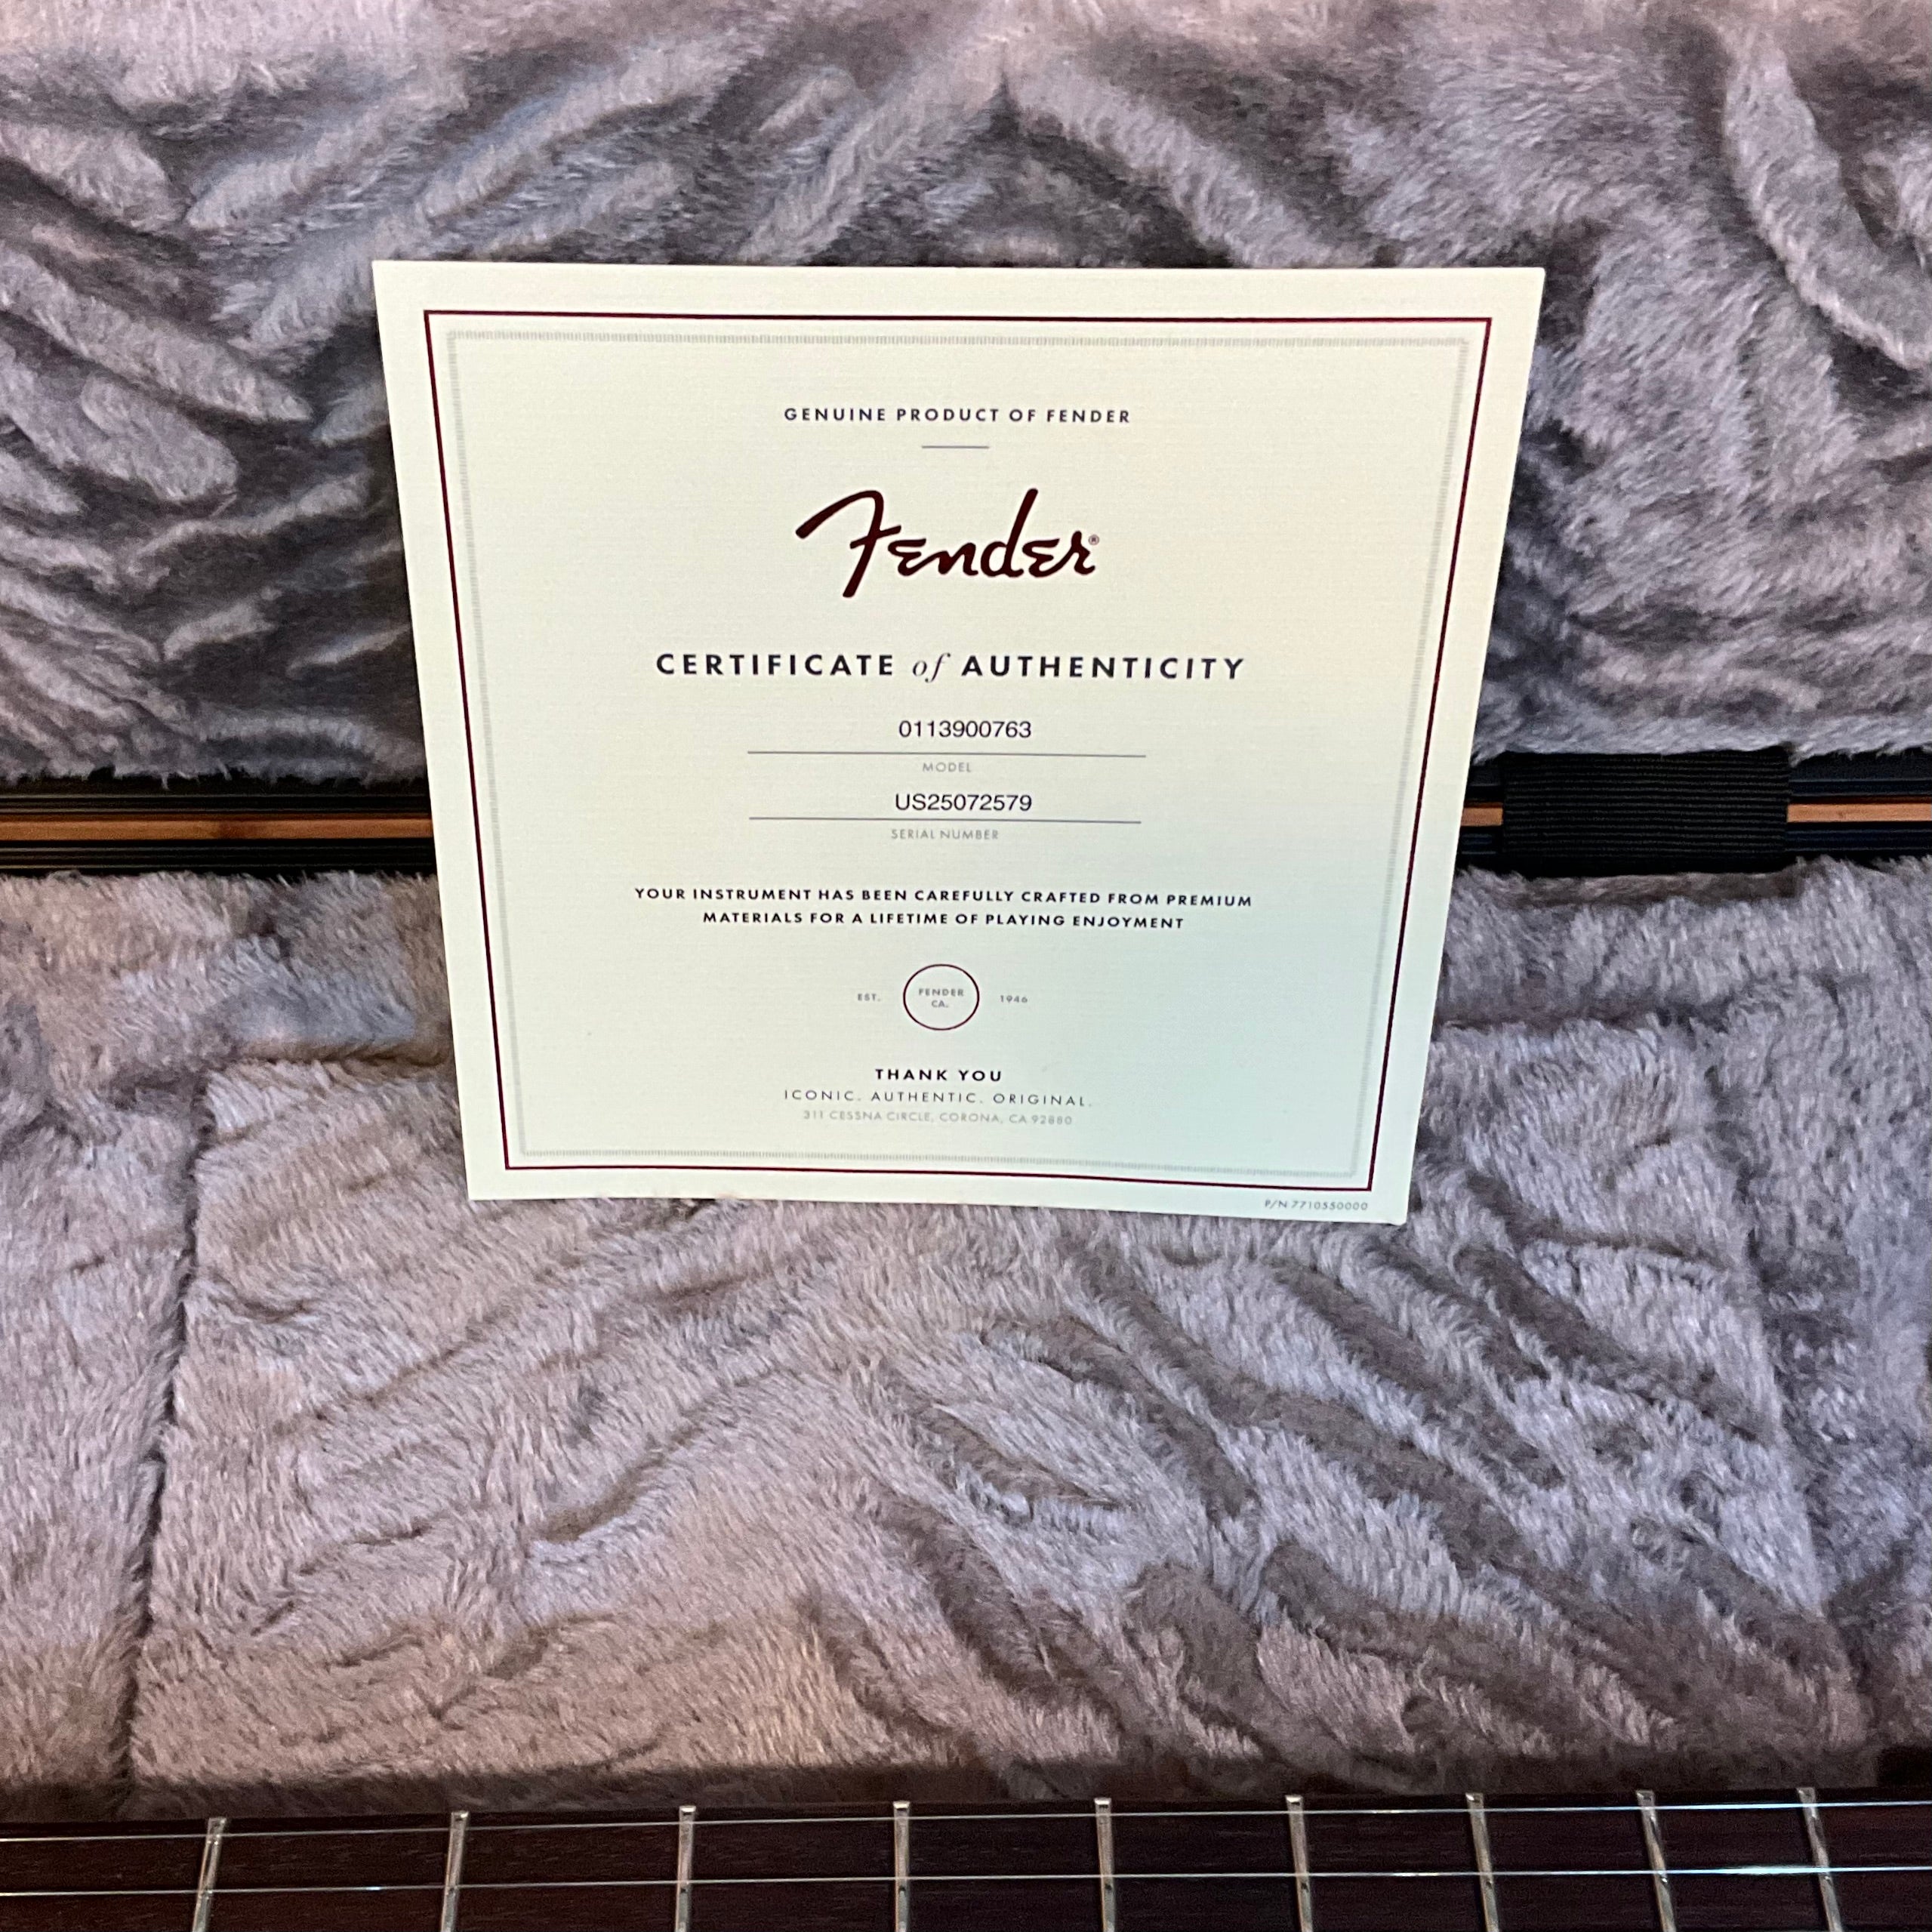 GENUINE PRODUCT OF FENDER
Fender®
CERTIFICATE of AUTHENTICITY
0113900763
MODEL
US25072579
SERIAL NUMBER
YOUR INSTRUMENT HAS BEEN CAREFULLY CRAFTED FROM PREMIUM
MATERIALS FOR A LIFETIME OF PLAYING ENJOYMENT
EST. FENDER CA. 1946
THANK YOU
ICONIC. AUTHENTIC. ORIGINAL.
311 CESSNA CIRCLE, CORONA, CA 92880
P/N 7710550000